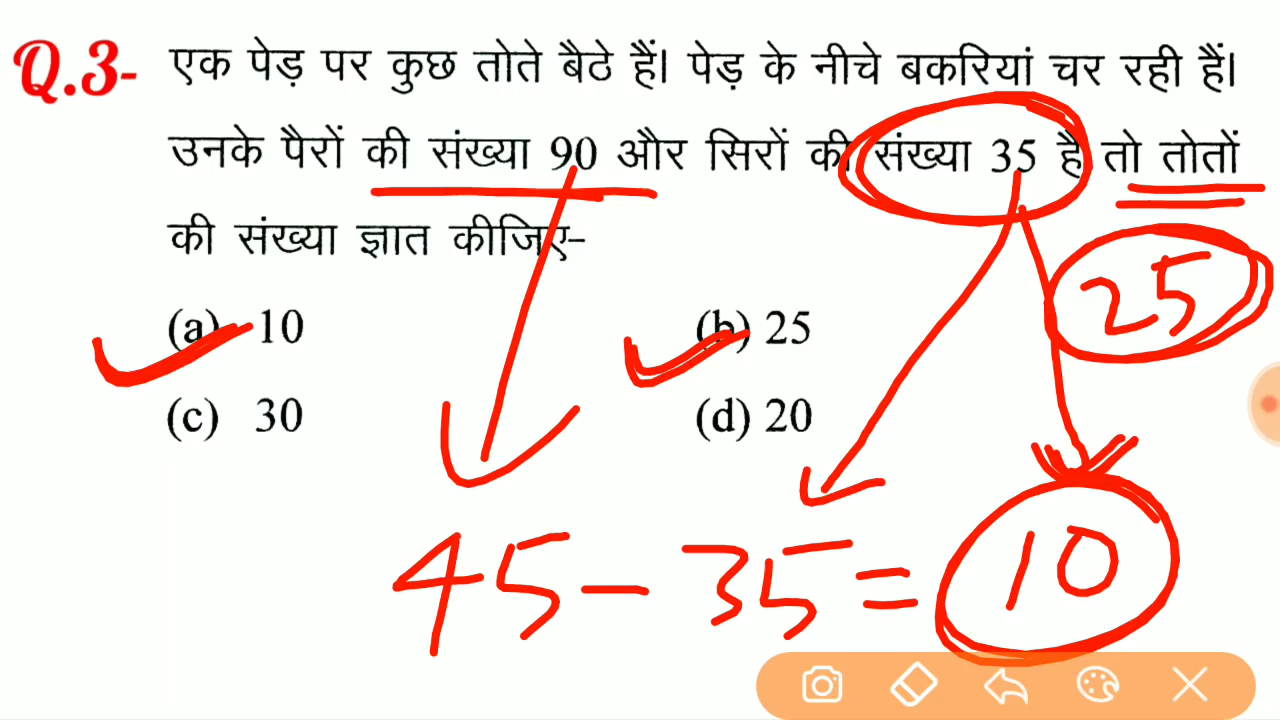 Q.3- एक पेड़ पर कुछ तोते बैठे हैं। पेड़ के नीचे बकरियां चर रही हैं।
उनके पैरों की संख्या 90 और सिरों की संख्या 35 है तो तोतों
की संख्या ज्ञात कीजिए-
25
(a) 10 (b) 25
(c) 30 (d) 20
45 - 35 = 10